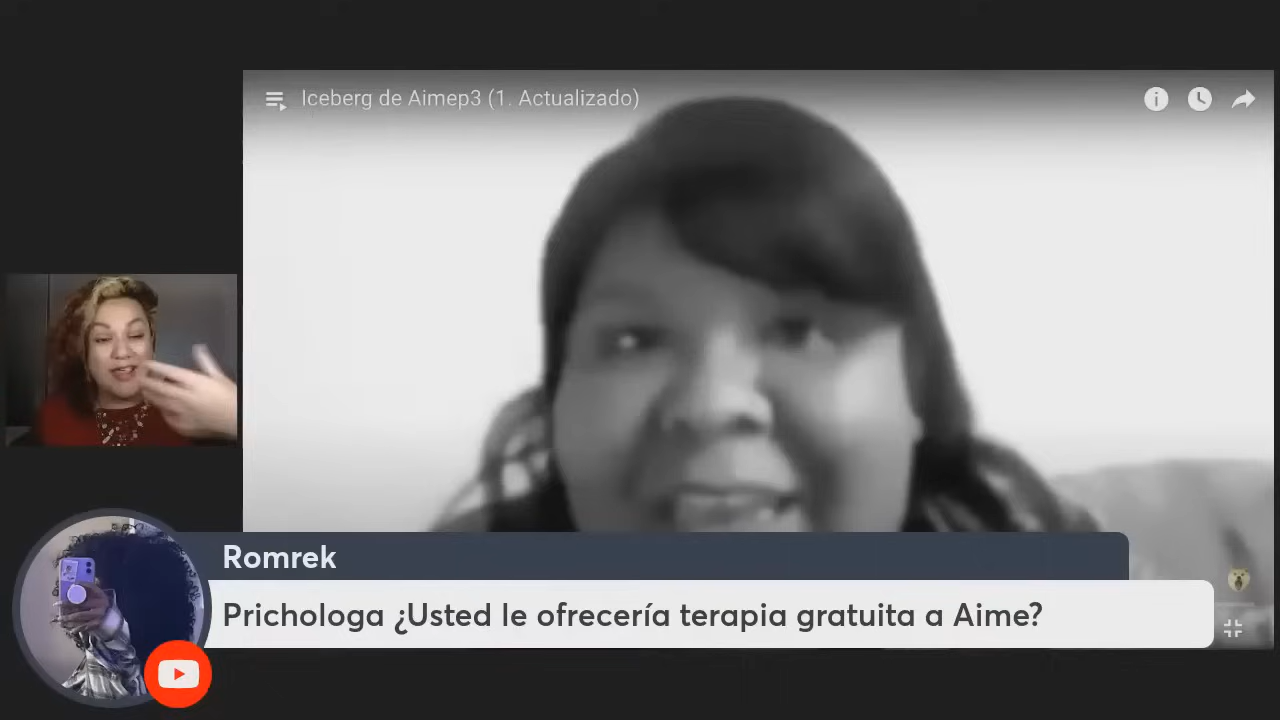 Iceberg de Aimep3 (1. Actualizado)
Romrek
Prichologa ¿Usted le ofrecería terapia gratuita a Aime?